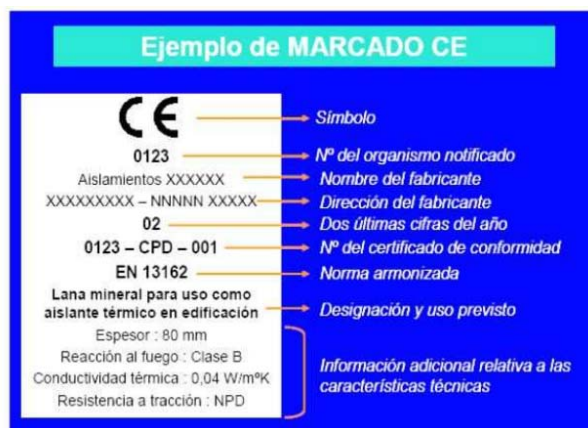 Ejemplo de MARCADO CE
CE
Símbolo
0123
Nº del organismo notificado
Aislamientos XXXXXX
Nombre del fabricante
XXXXXXXXX – NNNNN XXXXX
Dirección del fabricante
02
Dos últimas cifras del año
0123 – CPD – 001
Nº del certificado de conformidad
EN 13162
Norma armonizada
Lana mineral para uso como
aislante térmico en edificación
Designación y uso previsto
Espesor : 80 mm
Reacción al fuego : Clase B
Conductividad térmica : 0,04 W/mºK
Resistencia a tracción : NPD
Información adicional relativa a las
características técnicas